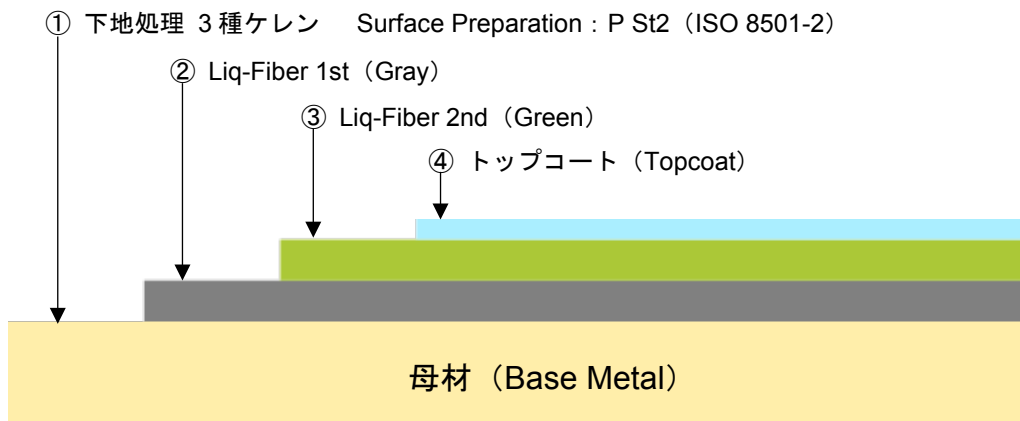 ① 下地処理 3種ケレン　Surface Preparation：P St2（ISO 8501-2）
② Liq-Fiber 1st（Gray）
③ Liq-Fiber 2nd（Green）
④ トップコート（Topcoat）
母材（Base Metal）